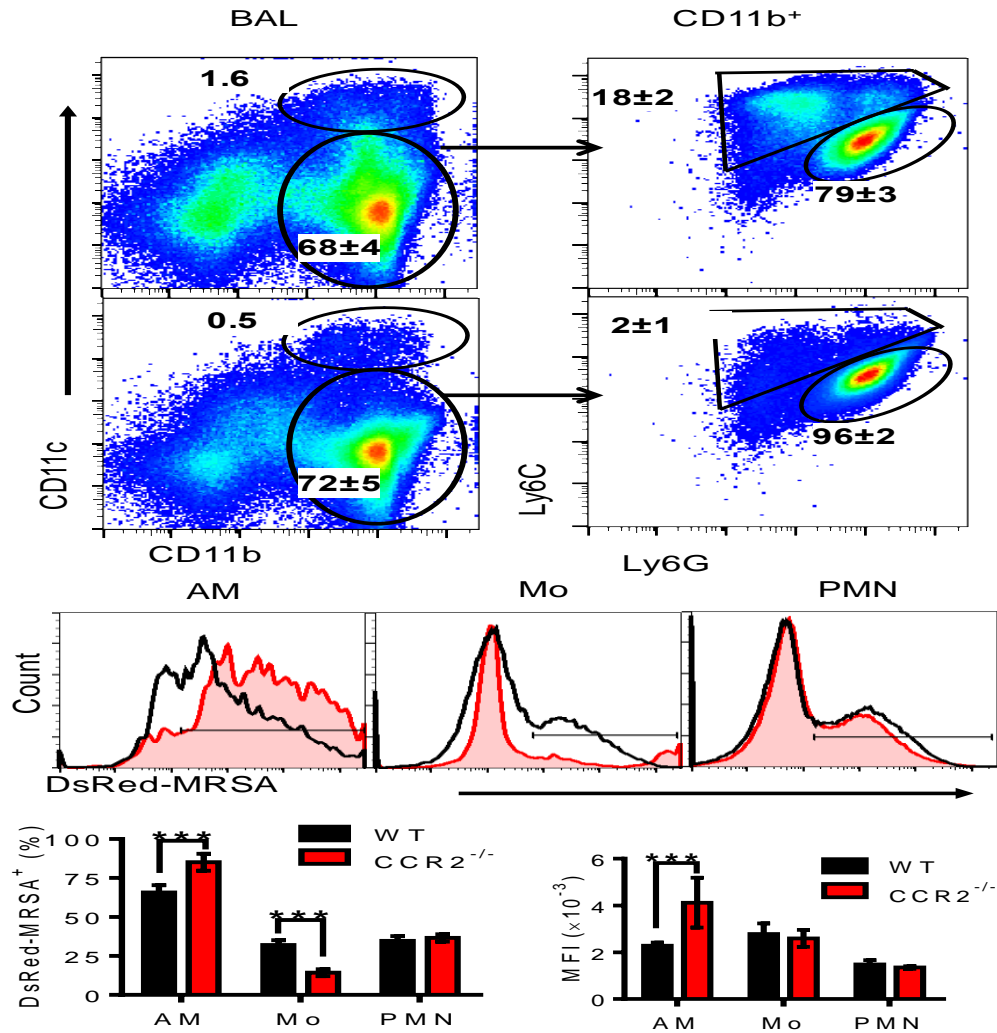 BAL CD11b⁺
1.6
18±2
79±3
68±4
0.5
2±1
96±2
72±5
CD11c
Ly6C
CD11b
Ly6G
AM Mo PMN
Count
DsRed-MRSA
DsRed-MRSA⁺ (%)
100
75
50
25
0
***
***
WT
CCR2⁻/⁻
AM Mo PMN
MFI (×10⁻³)
6
4
2
0
***
WT
CCR2⁻/⁻
AM Mo PMN